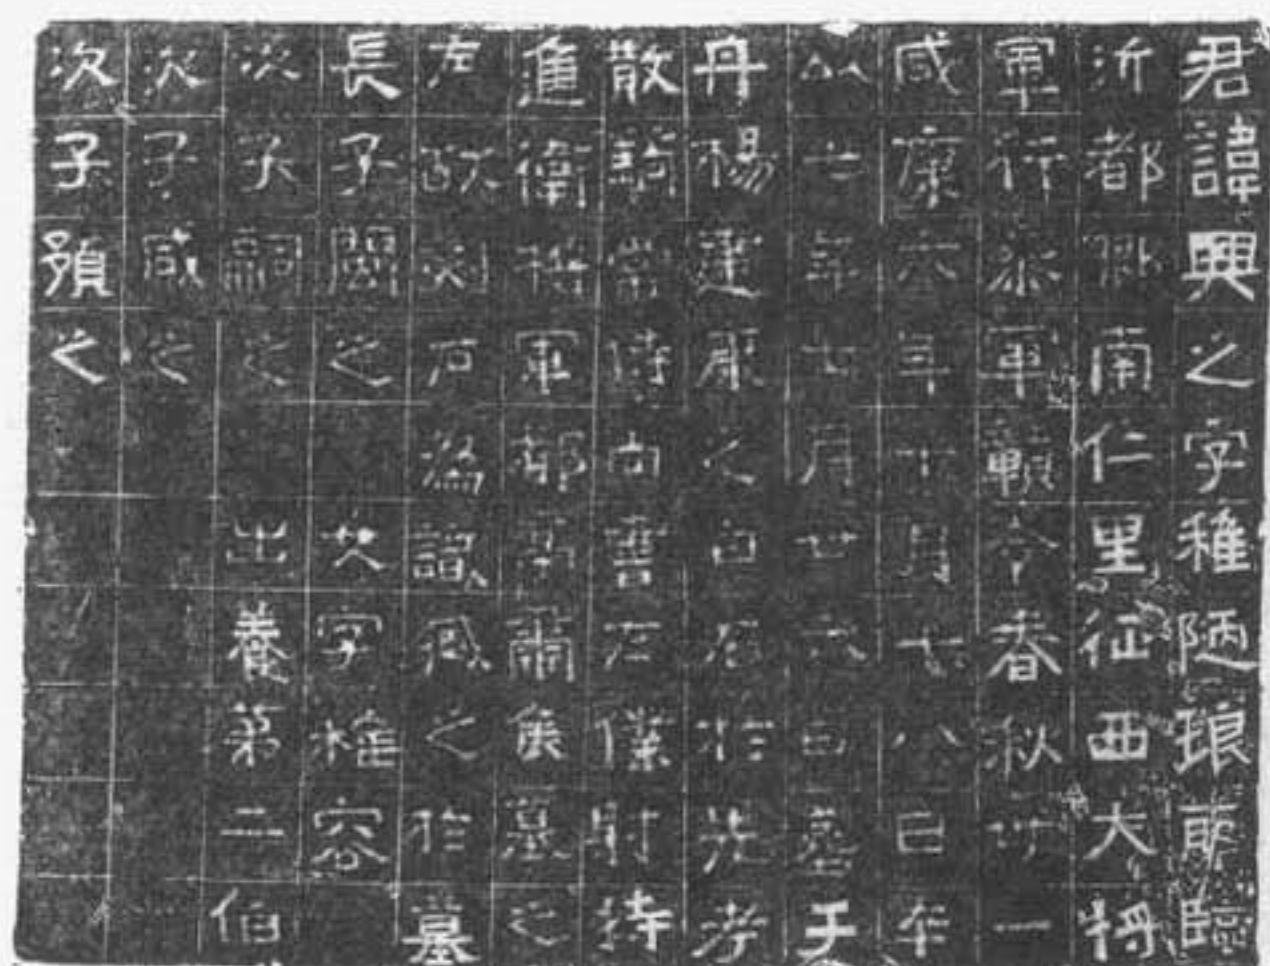 君諱興之字稚陋琅耶臨
沂都鄉南仁里征西大將
軍行參軍贛令春秋卅一
咸康六年十月十八日卒
以七年七月廿六日墓于
丹楊建康之白石於先考
散騎常侍尚書左僕射特
進衛將軍都亭肅侯墓之
左故刻石為識臧之於墓
長子閩之女字稚容
次子嗣之出養第二伯
次子咸之
次子預之